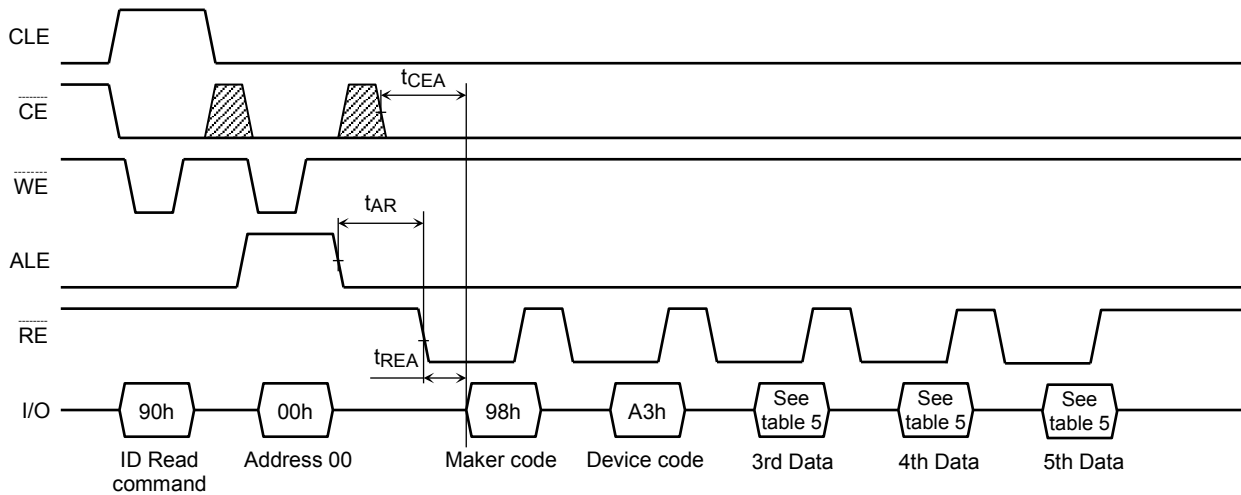 CLE
tCEA
CE
WE
tAR
ALE
RE
tREA
I/O
90h
00h
98h
A3h
See
table 5
See
table 5
See
table 5
ID Read
command
Address 00
Maker code
Device code
3rd Data
4th Data
5th Data